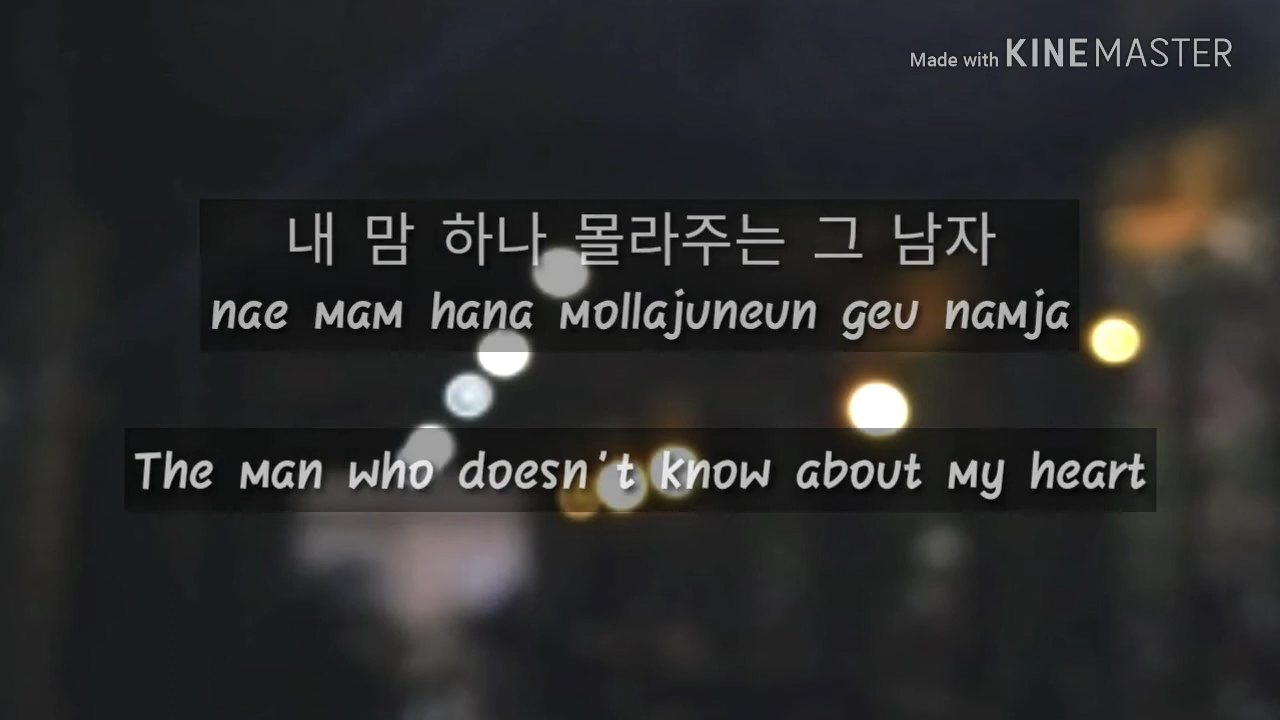 Made with KINEMASTER
내 맘 하나 몰라주는 그 남자
nae mam hana mollajuneun geu namja
The man who doesn't know about my heart